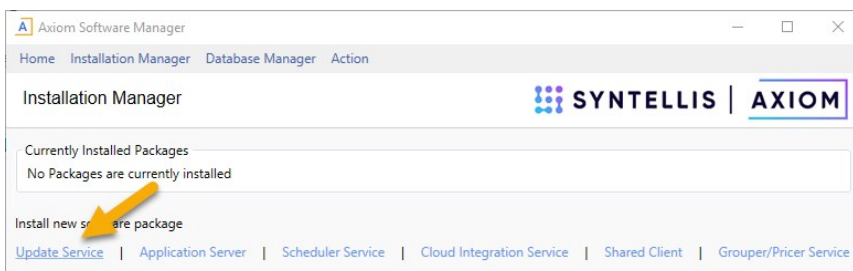 A Axiom Software Manager
Home Installation Manager Database Manager Action
Installation Manager
SYNTELLIS | AXIOM
Currently Installed Packages
No Packages are currently installed
Install new software package
Update Service | Application Server | Scheduler Service | Cloud Integration Service | Shared Client | Grouper/Pricer Service